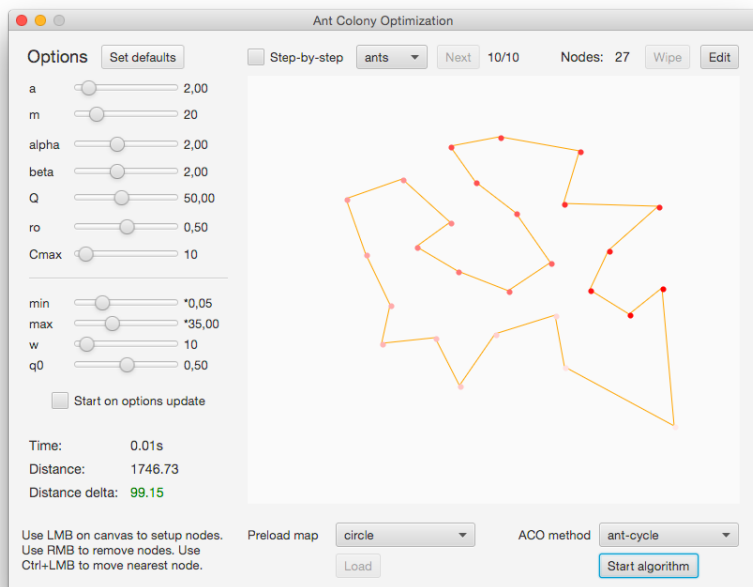 Ant Colony Optimization
Options Set defaults
Step-by-step ants Next 10/10 Nodes: 27 Wipe Edit
a 2,00
m 20
alpha 2,00
beta 2,00
Q 50,00
ro 0,50
Cmax 10
min *0,05
max *35,00
w 10
q0 0,50
Start on options update
Time: 0.01s
Distance: 1746.73
Distance delta: 99.15
Use LMB on canvas to setup nodes.
Use RMB to remove nodes. Use
Ctrl+LMB to move nearest node.
Preload map circle
Load
ACO method ant-cycle
Start algorithm